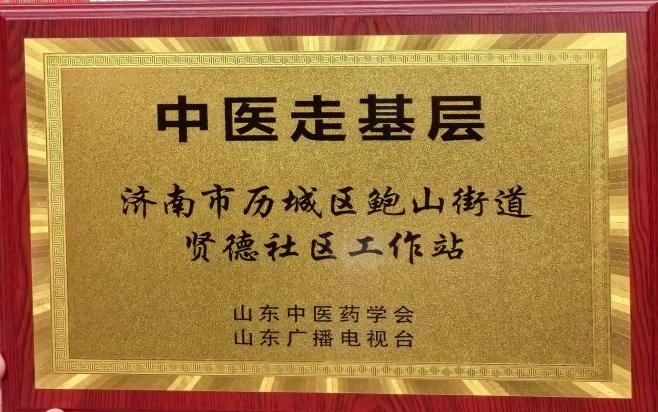 中医走基层
济南市历城区鲍山街道
贤德社区工作站
山东中医药学会
山东广播电视台